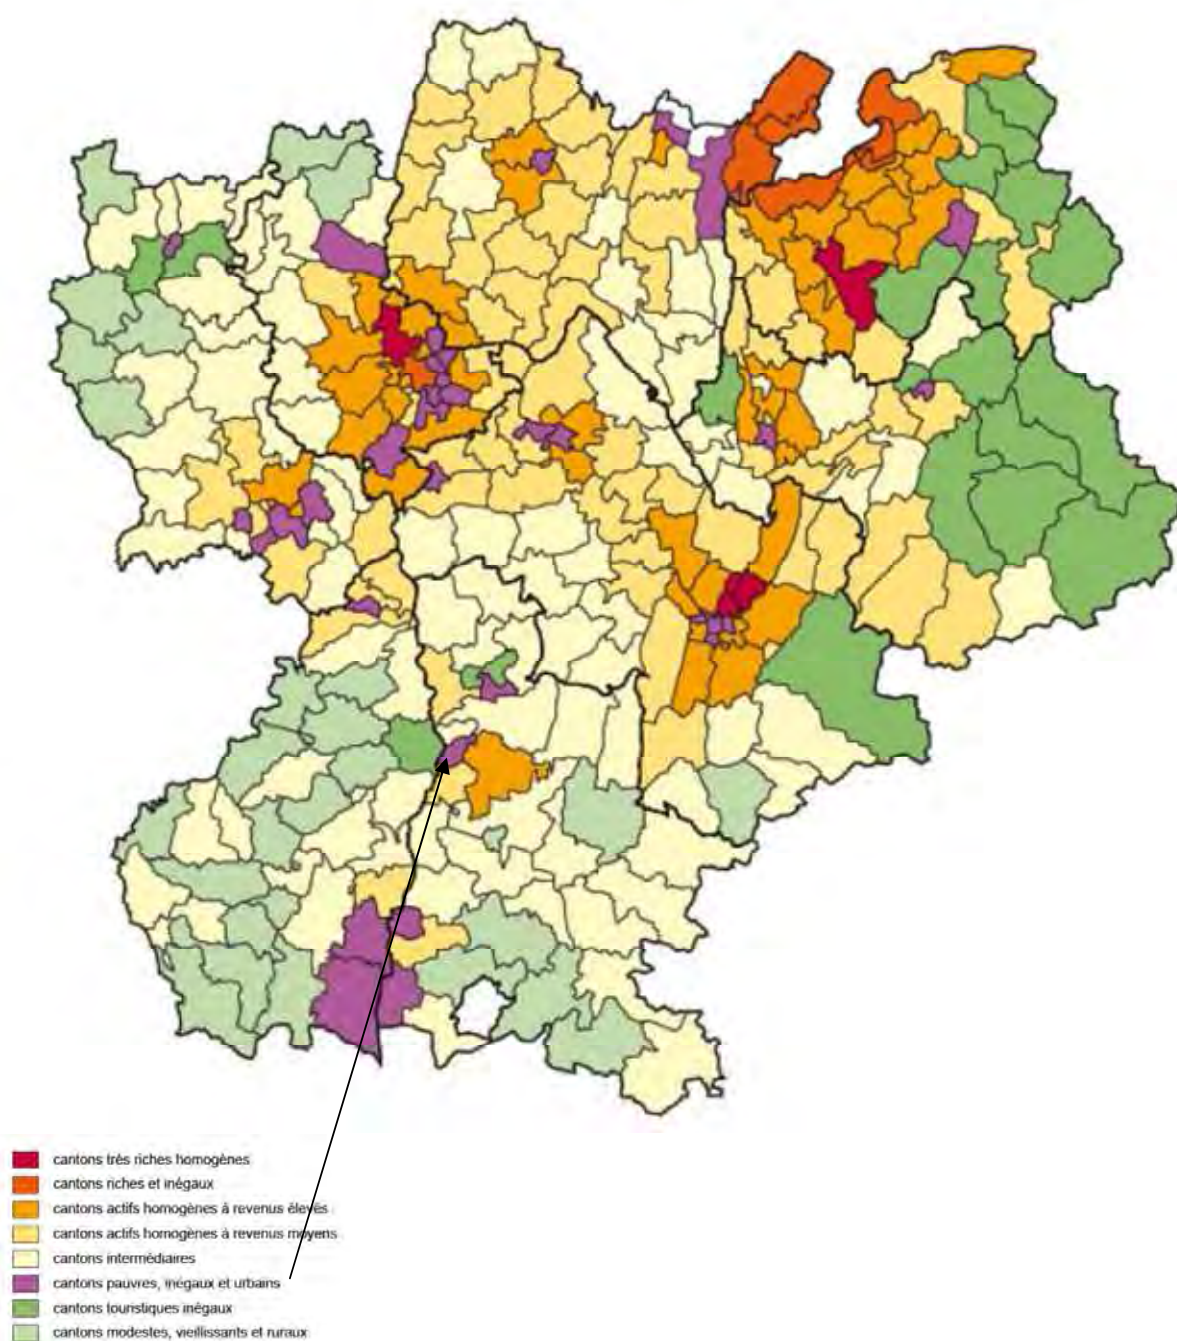 cantons très riches homogènes
cantons riches et inégaux
cantons actifs homogènes à revenus élevés
cantons actifs homogènes à revenus moyens
cantons intermédiaires
cantons pauvres, inégaux et urbains
cantons touristiques inégaux
cantons modestes, vieillissants et ruraux